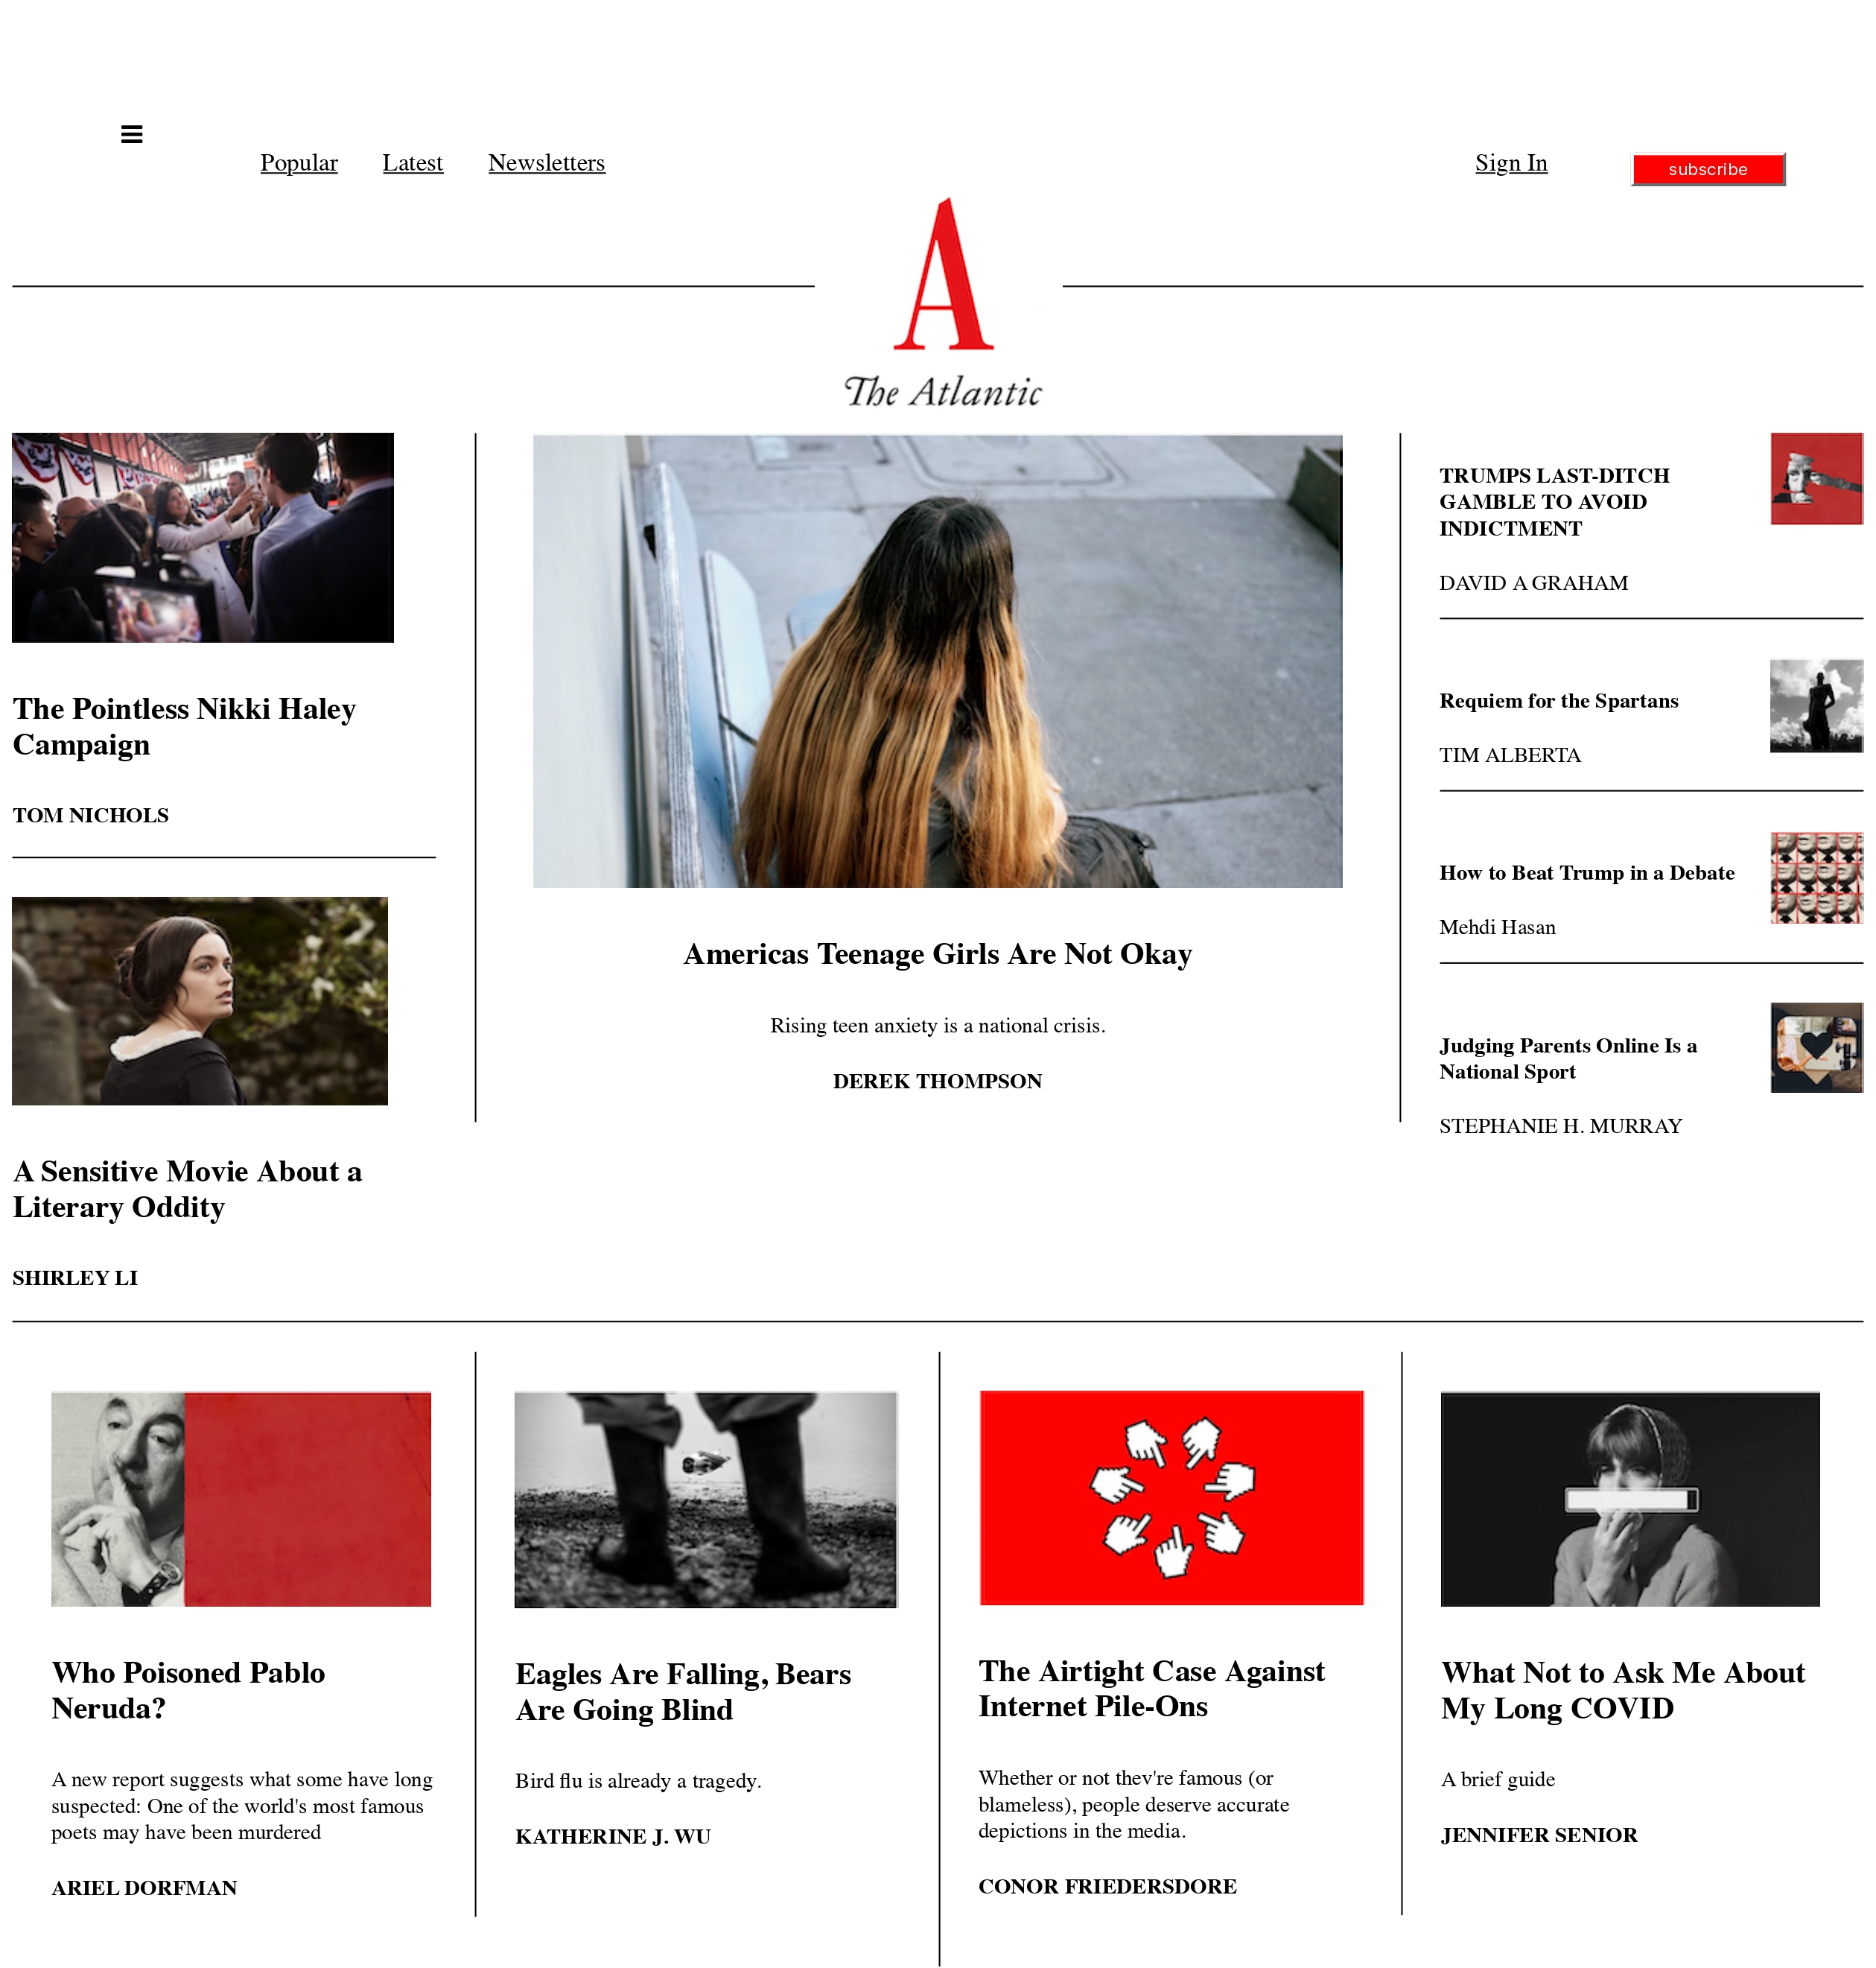 Popular Latest Newsletters
Sign In
subscribe
A
The Atlantic
The Pointless Nikki Haley
Campaign
TOM NICHOLS
A Sensitive Movie About a
Literary Oddity
SHIRLEY LI
Americas Teenage Girls Are Not Okay
Rising teen anxiety is a national crisis.
DEREK THOMPSON
TRUMPS LAST-DITCH
GAMBLE TO AVOID
INDICTMENT
DAVID A GRAHAM
Requiem for the Spartans
TIM ALBERTA
How to Beat Trump in a Debate
Mehdi Hasan
Judging Parents Online Is a
National Sport
STEPHANIE H. MURRAY
Who Poisoned Pablo
Neruda?
A new report suggests what some have long
suspected: One of the world's most famous
poets may have been murdered
ARIEL DORFMAN
Eagles Are Falling, Bears
Are Going Blind
Bird flu is already a tragedy.
KATHERINE J. WU
The Airtight Case Against
Internet Pile-Ons
Whether or not thev're famous (or
blameless), people deserve accurate
depictions in the media.
CONOR FRIEDERSDORE
What Not to Ask Me About
My Long COVID
A brief guide
JENNIFER SENIOR